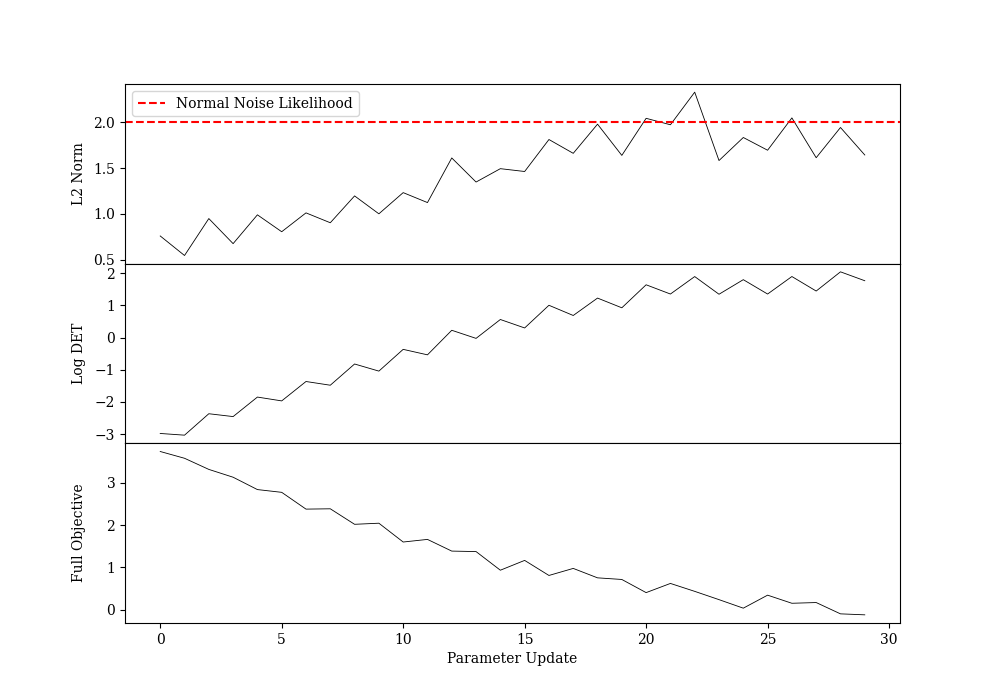 Normal Noise Likelihood
2.0
1.5
1.0
0.5
L2 Norm
2
1
0
−1
−2
−3
Log DET
3
2
1
0
Full Objective
0 5 10 15 20 25 30
Parameter Update